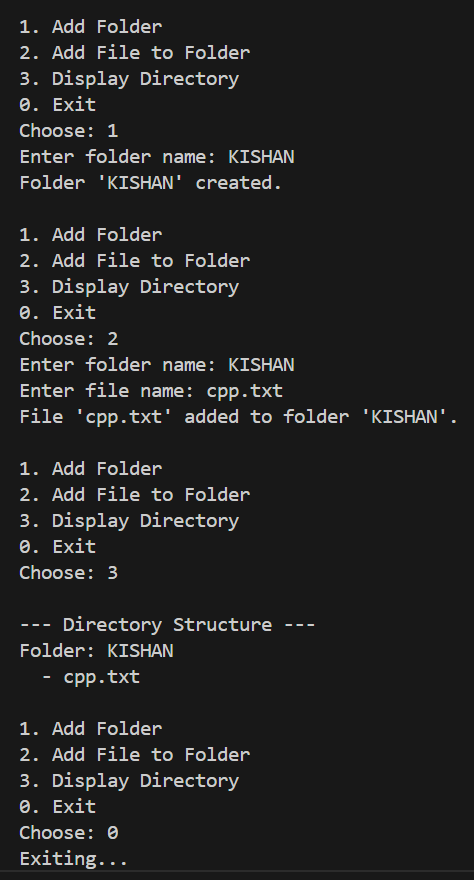 1. Add Folder
2. Add File to Folder
3. Display Directory
0. Exit
Choose: 1
Enter folder name: KISHAN
Folder 'KISHAN' created.

1. Add Folder
2. Add File to Folder
3. Display Directory
0. Exit
Choose: 2
Enter folder name: KISHAN
Enter file name: cpp.txt
File 'cpp.txt' added to folder 'KISHAN'.

1. Add Folder
2. Add File to Folder
3. Display Directory
0. Exit
Choose: 3

--- Directory Structure ---
Folder: KISHAN
  - cpp.txt

1. Add Folder
2. Add File to Folder
3. Display Directory
0. Exit
Choose: 0
Exiting...